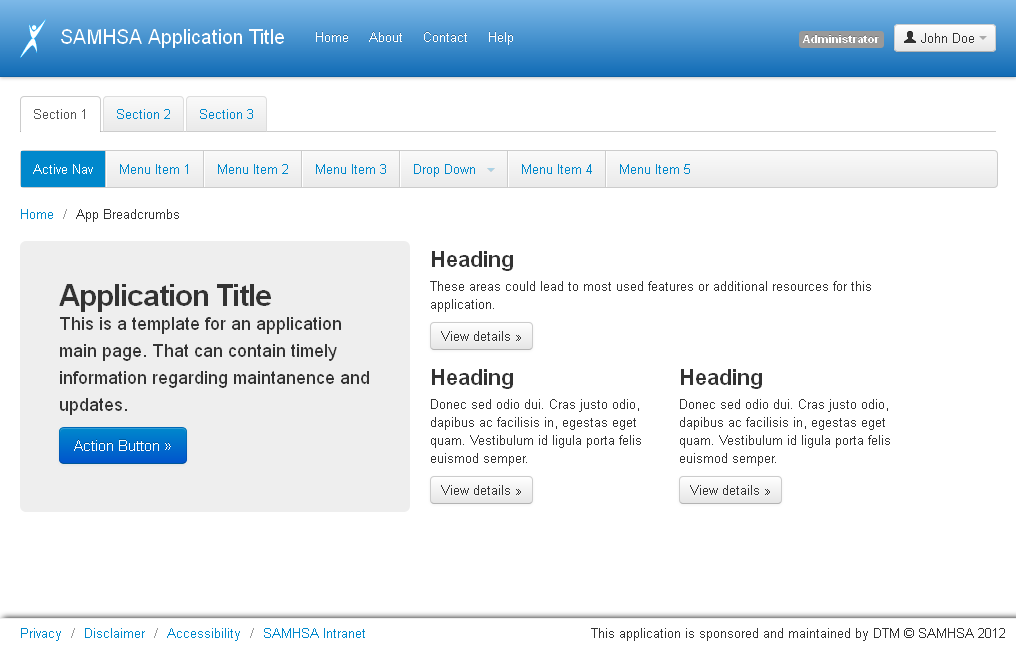 SAMHSA Application Title Home About Contact Help Administrator John Doe
Section 1 Section 2 Section 3
Active Nav Menu Item 1 Menu Item 2 Menu Item 3 Drop Down Menu Item 4 Menu Item 5
Home / App Breadcrumbs
Application Title
This is a template for an application
main page. That can contain timely
information regarding maintanence and
updates.
Action Button »
Heading
These areas could lead to most used features or additional resources for this
application.
View details »
Heading
Donec sed odio dui. Cras justo odio,
dapibus ac facilisis in, egestas eget
quam. Vestibulum id ligula porta felis
euismod semper.
View details »
Heading
Donec sed odio dui. Cras justo odio,
dapibus ac facilisis in, egestas eget
quam. Vestibulum id ligula porta felis
euismod semper.
View details »
Privacy / Disclaimer / Accessibility / SAMHSA Intranet
This application is sponsored and maintained by DTM © SAMHSA 2012